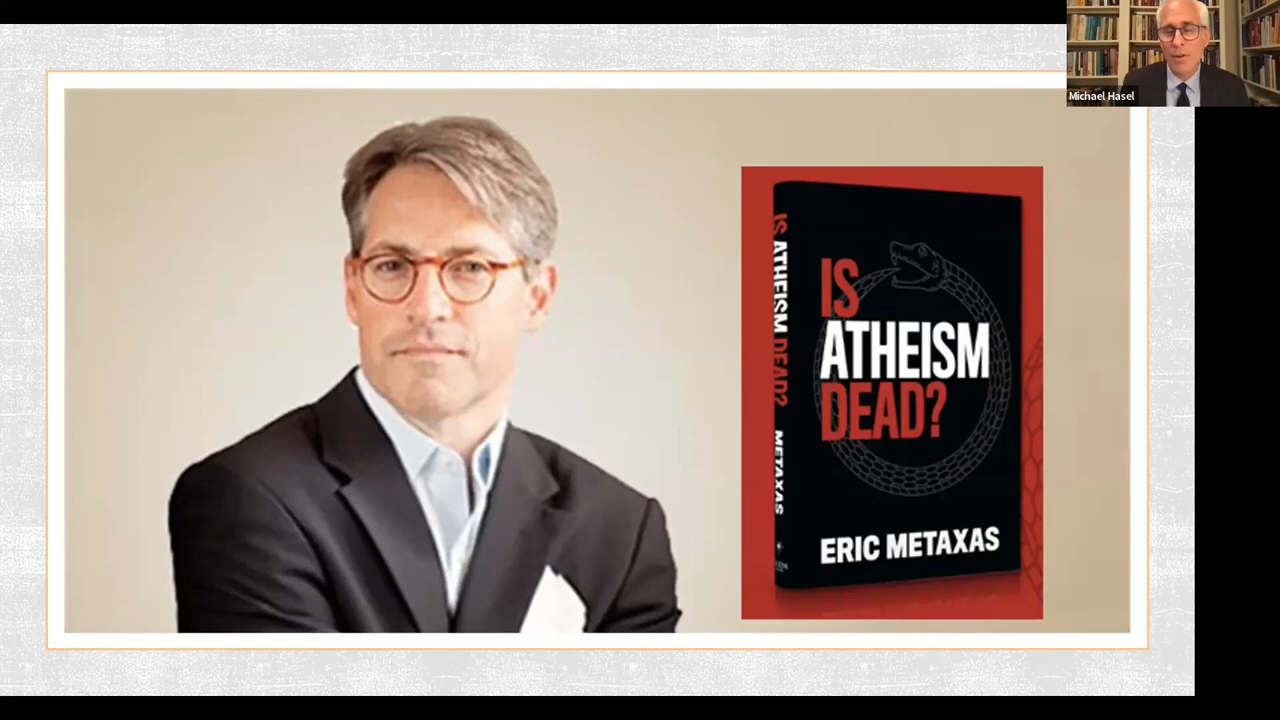 Michael Hasel
IS ATHEISM DEAD?
METAXAS
IS
ATHEISM
DEAD?
ERIC METAXAS